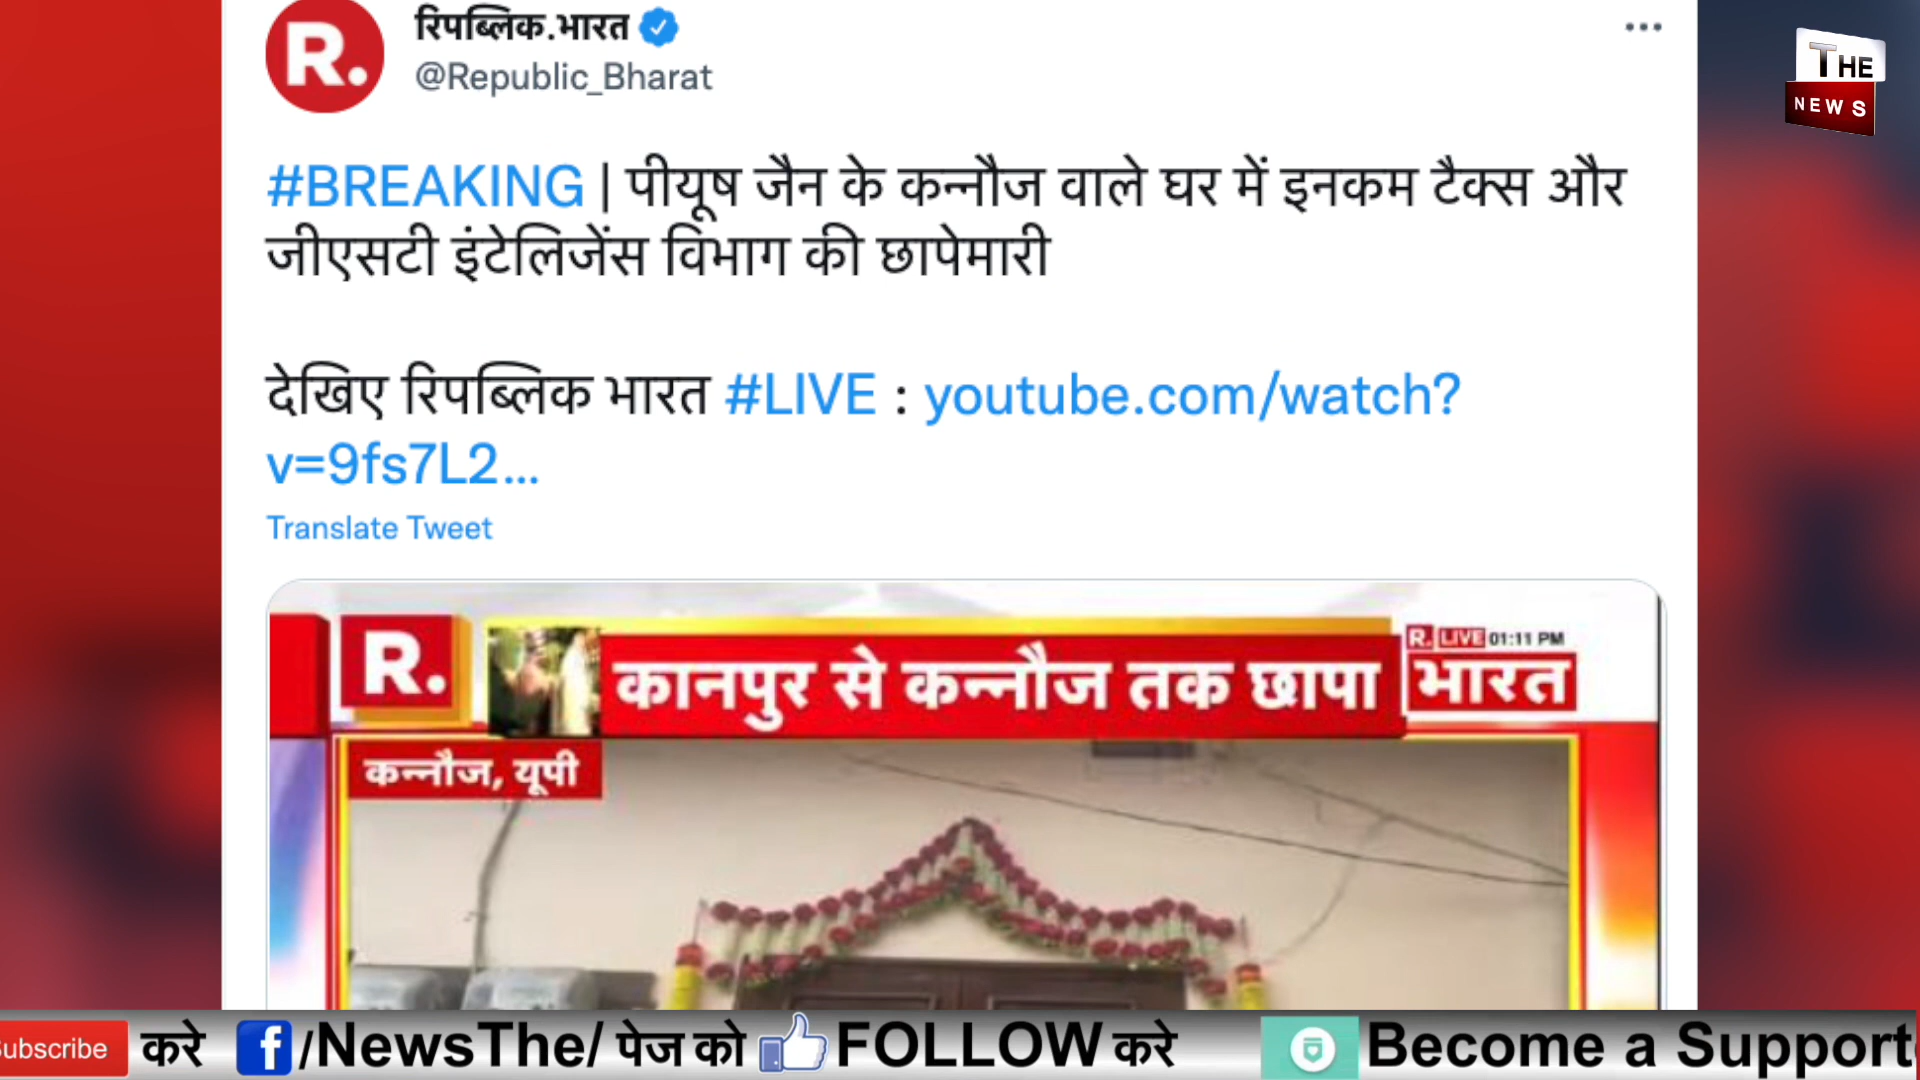 R.
रिपब्लिक.भारत
@Republic_Bharat
THE
NEWS
#BREAKING | पीयूष जैन के कन्नौज वाले घर में इनकम टैक्स और
जीएसटी इंटेलिजेंस विभाग की छापेमारी
देखिए रिपब्लिक भारत #LIVE : youtube.com/watch?
v=9fs7L2...
Translate Tweet
R.
कानपुर से कन्नौज तक छापा
R. LIVE 01:11 PM
भारत
कन्नौज, यूपी
ubscribe करे f/NewsThe/ पेज को FOLLOW करे Become a Support